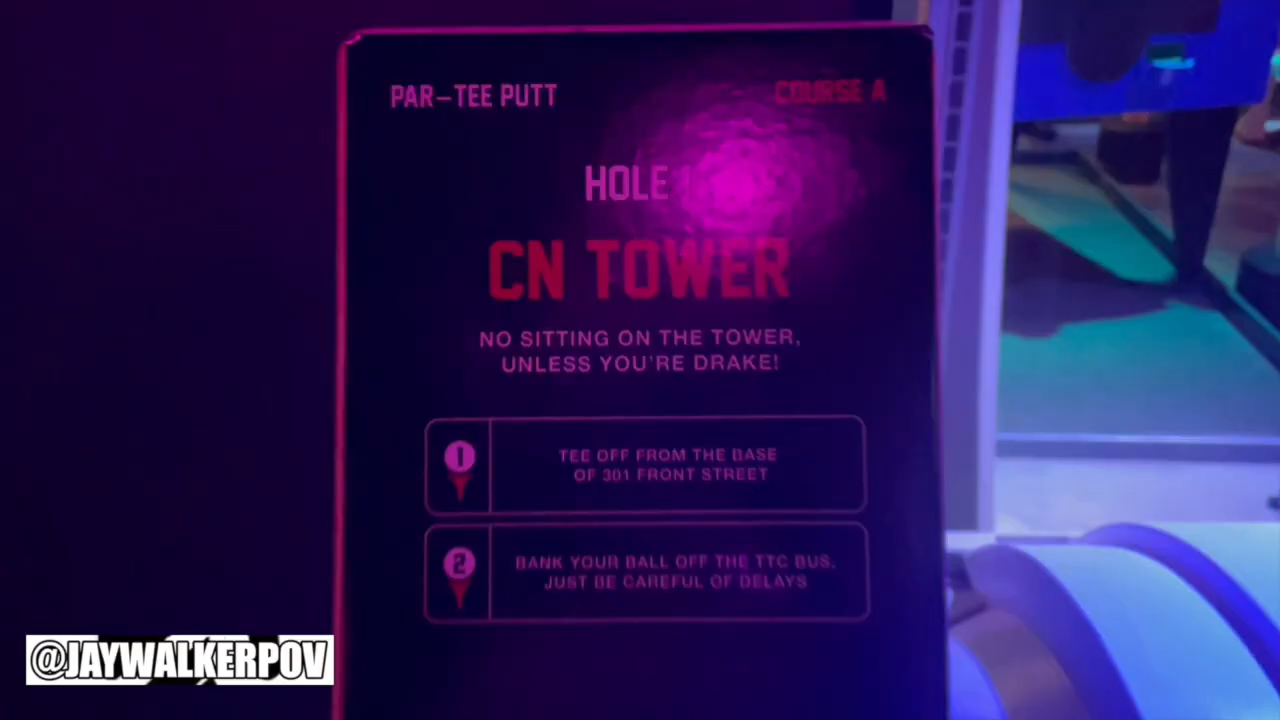 PAR-TEE PUTT
COURSE A
HOLE
CN TOWER
NO SITTING ON THE TOWER,
UNLESS YOU'RE DRAKE!
1
TEE OFF FROM THE BASE
OF 301 FRONT STREET
2
BANK YOUR BALL OFF THE TTC BUS,
JUST BE CAREFUL OF DELAYS
@JAYWALKERPOV